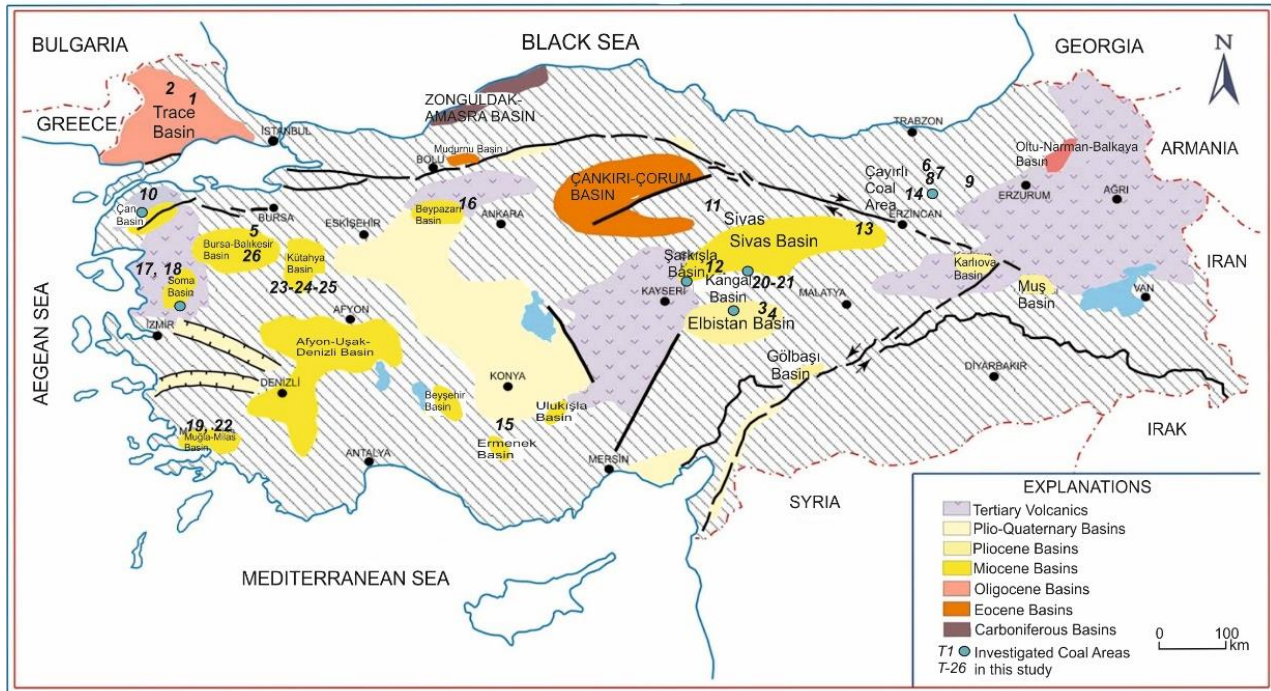 BULGARIA
BLACK SEA
GEORGIA
N
2
1
Trace
Basin
GREECE
İSTANBUL
ZONGULDAK-
AMASRA BASIN
TRABZON
Oltu-Narman-Balkaya
Basin
ARMANIA
Mudurnu Basin
BOLU
ÇANKIRI-ÇORUM
BASIN
Çayırlı
Coal
Area
6
7
8
14
9
ERZURUM
AĞRI
10
Çan
Basin
BURSA
ESKİŞEHİR
Beypazarı
Basin
16
ANKARA
11
Sivas
Sivas Basin
13
ERZINCAN
5
Bursa-Balıkesir
Basin
26
Kütahya
Basin
23-24-25
17, 18
Soma
Basin
Şarkışla
Basin
12
Kangal
Basin
20-21
KAYSERİ
MALATYA
Karlıova
Basin
Muş
Basin
VAN
IRAN
3
4
Elbistan Basin
AEGEAN SEA
İZMİR
AFYON
Afyon-Uşak-
Denizli Basin
DENIZLİ
KONYA
Gölbaşı
Basin
DİYARBAKIR
Beyşehir
Basin
Ulukışla
Basin
15
Ermenek
Basin
19, 22
Muğla-Milas
Basin
ANTALYA
MERSİN
IRAK
SYRIA
MEDITERRANEAN SEA
EXPLANATIONS
Tertiary Volcanics
Plio-Quaternary Basins
Pliocene Basins
Miocene Basins
Oligocene Basins
Eocene Basins
Carboniferous Basins
T1 Investigated Coal Areas
T-26 in this study
0 100
km